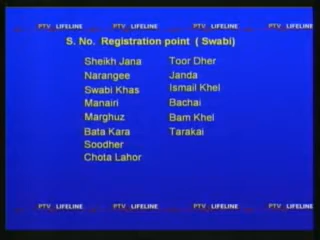 PTV LIFELINE PTV LIFELINE PTV LIFELINE PTV LIFELINE
S. No. Registration point ( Swabi)
Sheikh Jana
Narangee
Swabi Khas
Manairi
Marghuz
Bata Kara
Soodher
Chota Lahor
Toor Dher
Janda
Ismail Khel
Bachai
Bam Khel
Tarakai
PTV LIFELINE PTV LIFELINE PTV LIFELINE PTV LIFELINE